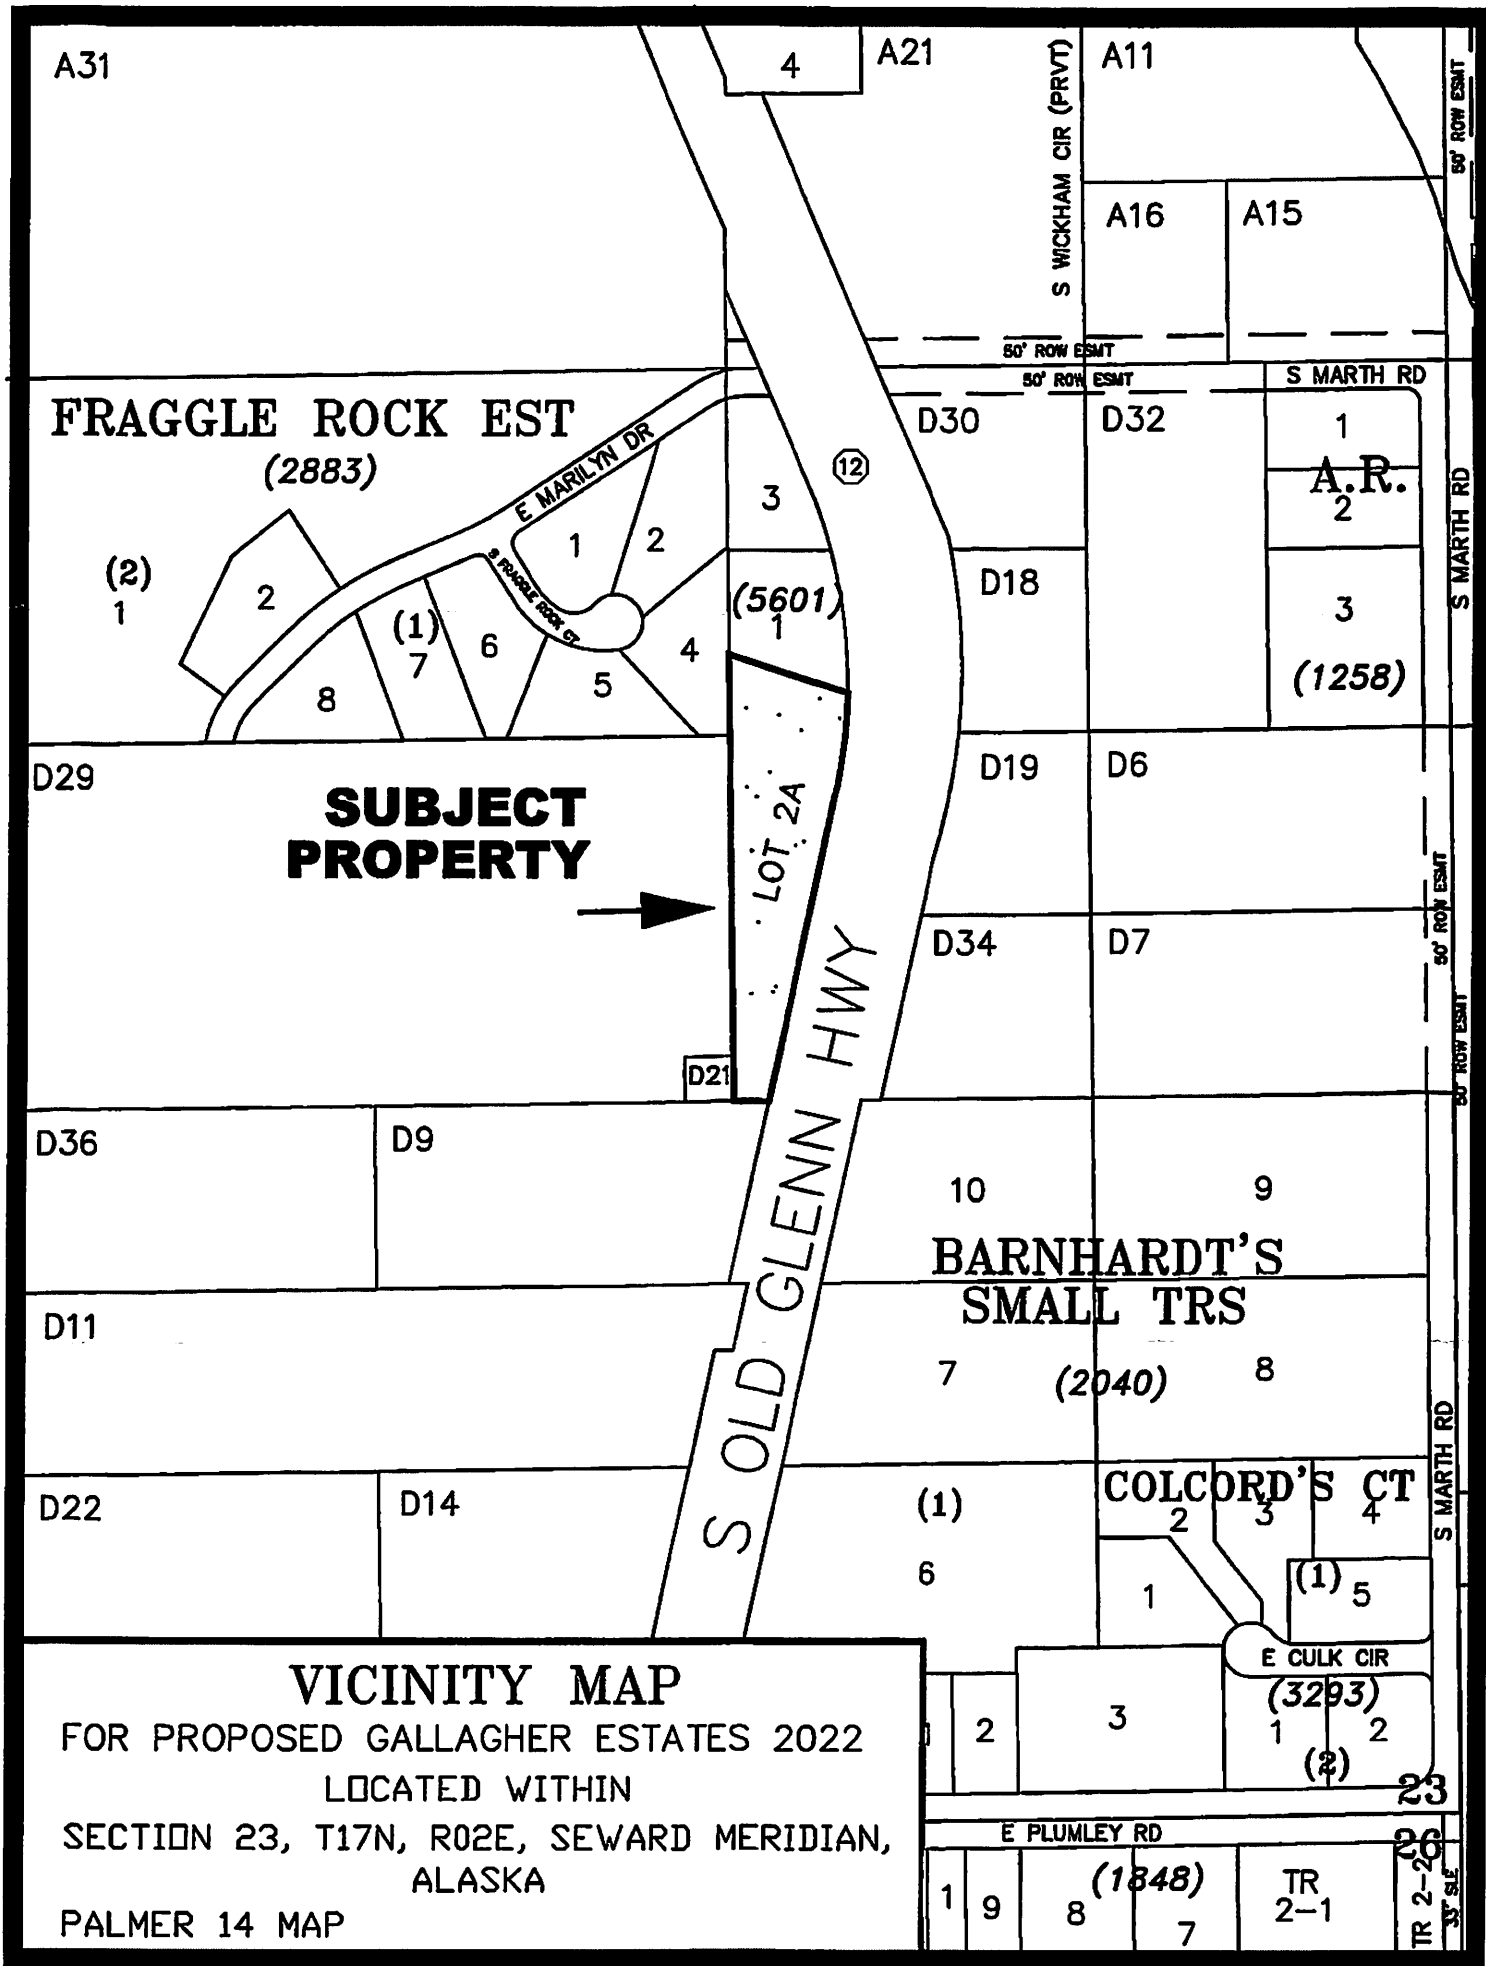 A31
4
A21
S WICKHAM CIR (PRVT)
A11
50' ROW ESMT
A16
A15
50' ROW ESMT
50' ROW ESMT
S MARTH RD
FRAGGLE ROCK EST
(2883)
E MARILYN DR
S FRAGGLE ROCK CT
D30
D32
1
A.R.
2
S MARTH RD
12
3
1
2
(2)
1
2
(1)
7
6
8
5
4
(5601)
1
D18
3
(1258)
D29
SUBJECT
PROPERTY
LOT 2A
D19
D6
50' ROW ESMT
D34
D7
50' ROW ESMT
D21
D36
D9
S OLD GLENN HWY
10
9
BARNHARDT'S
SMALL TRS
D11
7
(2040)
8
S MARTH RD
D22
D14
(1)
6
COLCORD'S CT
2
3
4
1
(1)
5
E CULK CIR
(3293)
2
3
1
2
(2)
23
E PLUMLEY RD
26
(1848)
1
9
8
7
TR
2-1
TR 2-2
33' SLE
VICINITY MAP
FOR PROPOSED GALLAGHER ESTATES 2022
LOCATED WITHIN
SECTION 23, T17N, R02E, SEWARD MERIDIAN,
ALASKA
PALMER 14 MAP